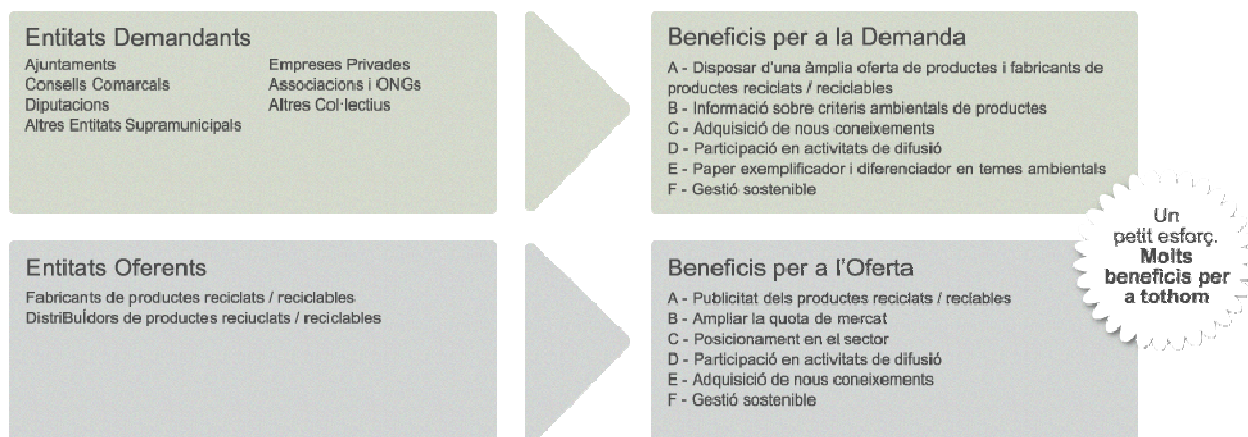 Entitats Demandants
Ajuntaments
Consells Comarcals
Diputacions
Altres Entitats Supramunicipals
Empreses Privades
Associacions i ONGs
Altres Col·lectius
Beneficis per a la Demanda
A - Disposar d'una àmplia oferta de productes i fabricants de
productes reciclats / reciclables
B - Informació sobre criteris ambientals de productes
C - Adquisició de nous coneixements
D - Participació en activitats de difusió
E - Paper exemplificador i diferenciador en temes ambientals
F - Gestió sostenible
Un
petit esforç.
Molts
beneficis per
a tothom
Entitats Oferents
Fabricants de productes reciclats / reciclables
DistriBuÏdors de productes reciuclats / reciclables
Beneficis per a l'Oferta
A - Publicitat dels productes reciclats / reclables
B - Ampliar la quota de mercat
C - Posicionament en el sector
D - Participació en activitats de difusió
E - Adquisició de nous coneixements
F - Gestió sostenible